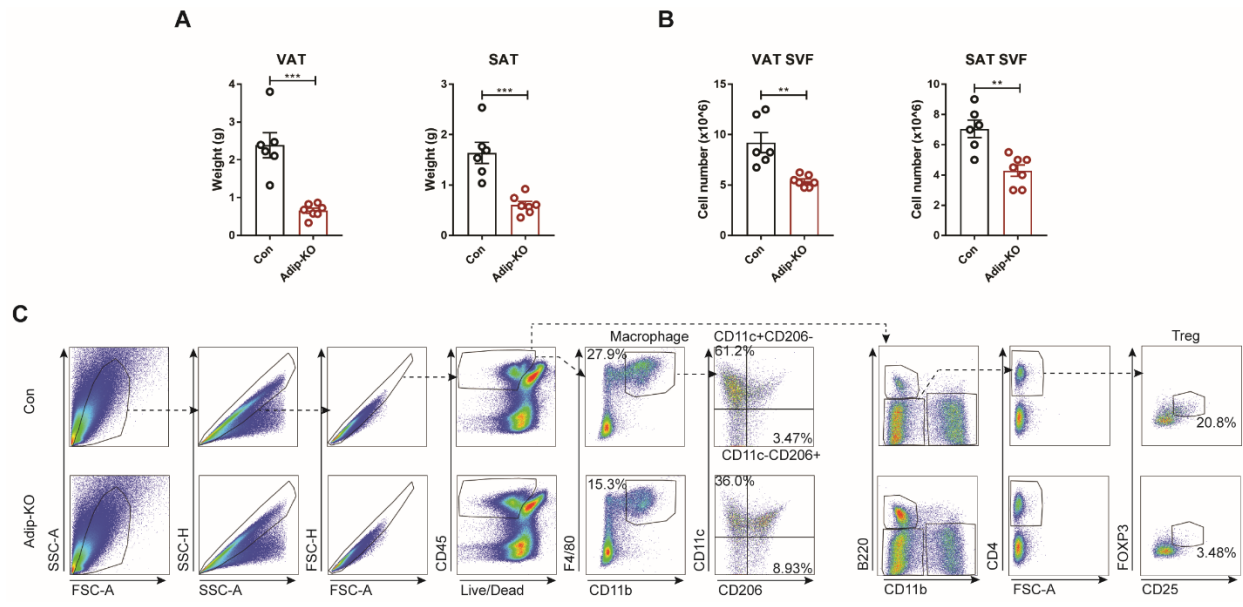 A
B
VAT
SAT
VAT SVF
SAT SVF
***
***
**
**
Weight (g)
4
3
2
1
0
Con
Adip-KO
Weight (g)
3
2
1
0
Con
Adip-KO
Cell number (x10^6)
15
10
5
0
Con
Adip-KO
Cell number (x10^6)
10
8
6
4
2
0
Con
Adip-KO
C
Macrophage
CD11c+CD206-
Treg
Con
27.9%
61.2%
3.47%
CD11c-CD206+
20.8%
Adip-KO
15.3%
36.0%
8.93%
3.48%
SSC-A
SSC-H
FSC-H
CD45
F4/80
CD11c
B220
CD4
FOXP3
FSC-A
SSC-A
FSC-A
Live/Dead
CD11b
CD206
CD11b
FSC-A
CD25